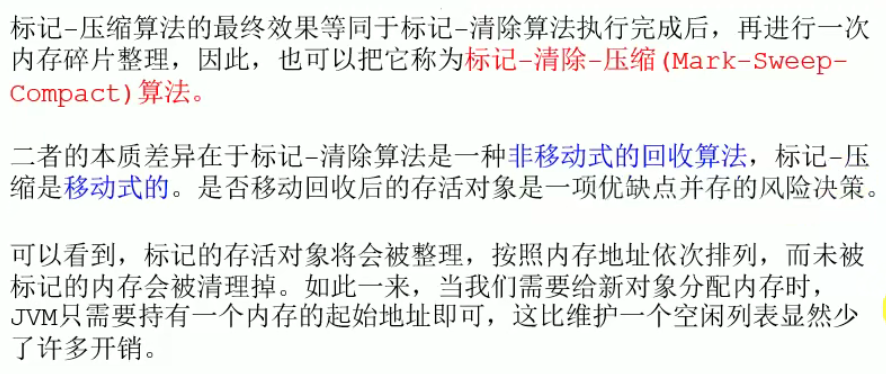 标记-压缩算法的最终效果等同于标记-清除算法执行完成后，再进行一次
内存碎片整理，因此，也可以把它称为标记-清除-压缩(Mark-Sweep-
Compact)算法。
二者的本质差异在于标记-清除算法是一种非移动式的回收算法，标记-压
缩是移动式的。是否移动回收后的存活对象是一项优缺点并存的风险决策。
可以看到，标记的存活对象将会被整理，按照内存地址依次排列，而未被
标记的内存会被清理掉。如此一来，当我们需要给新对象分配内存时，
JVM只需要持有一个内存的起始地址即可，这比维护一个空闲列表显然少
了许多开销。